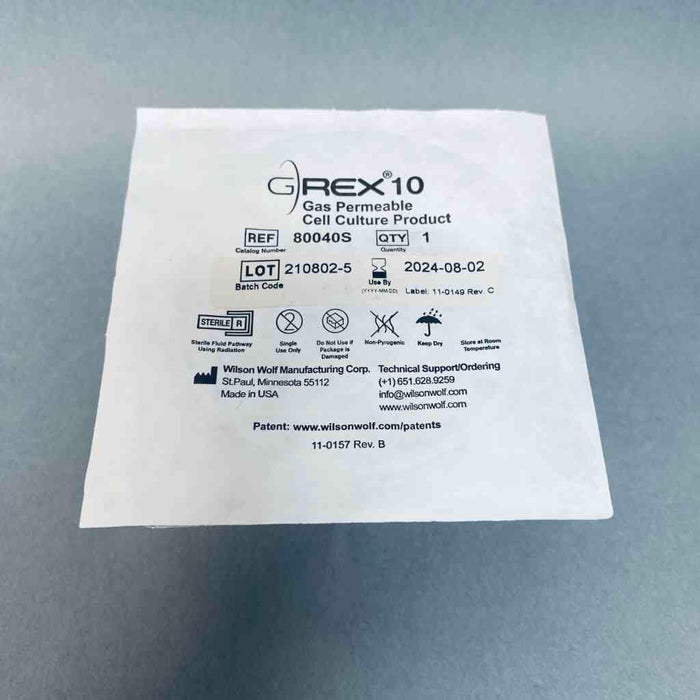 G-REX® 10
Gas Permeable
Cell Culture Product
REF 80040S QTY 1
Catalog Number Quantity
LOT 210802-5 2024-08-02
Batch Code Use By
(YYYY-MM-DD) Label: 11-0149 Rev. C
STERILE R
Sterile Fluid Pathway Using Radiation
Single Use Only
Do Not Use if Package is Damaged
Non-Pyrogenic
Keep Dry
Store at Room Temperature
Wilson Wolf Manufacturing Corp.
St.Paul, Minnesota 55112
Made in USA
Technical Support/Ordering
(+1) 651.628.9259
info@wilsonwolf.com
www.wilsonwolf.com
Patent: www.wilsonwolf.com/patents
11-0157 Rev. B